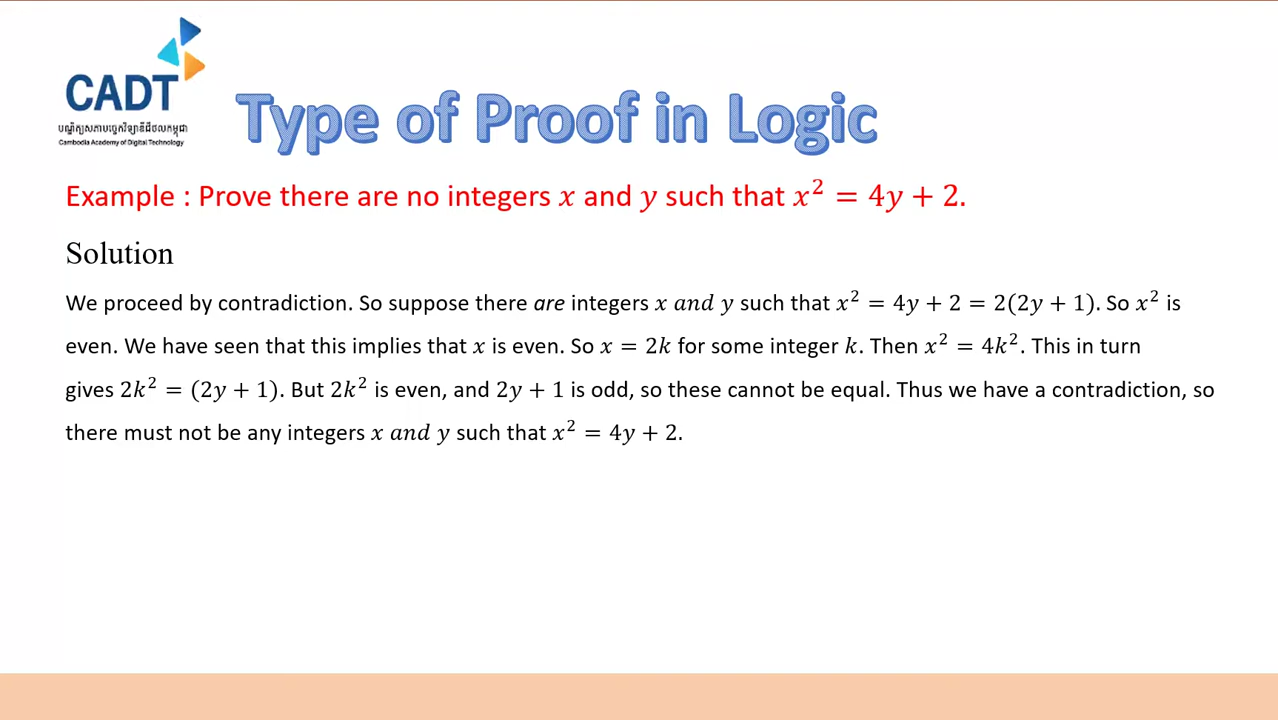 CADT
បណ្ឌិត្យសភាបច្ចេកវិទ្យាឌីជីថលកម្ពុជា
Cambodia Academy of Digital Technology
Type of Proof in Logic
Example : Prove there are no integers 𝑥 and 𝑦 such that 𝑥² = 4𝑦 + 2.
Solution
We proceed by contradiction. So suppose there are integers 𝑥 𝑎𝑛𝑑 𝑦 such that 𝑥² = 4𝑦 + 2 = 2(2𝑦 + 1). So 𝑥² is
even. We have seen that this implies that 𝑥 is even. So 𝑥 = 2𝑘 for some integer 𝑘. Then 𝑥² = 4𝑘². This in turn
gives 2𝑘² = (2𝑦 + 1). But 2𝑘² is even, and 2𝑦 + 1 is odd, so these cannot be equal. Thus we have a contradiction, so
there must not be any integers 𝑥 𝑎𝑛𝑑 𝑦 such that 𝑥² = 4𝑦 + 2.